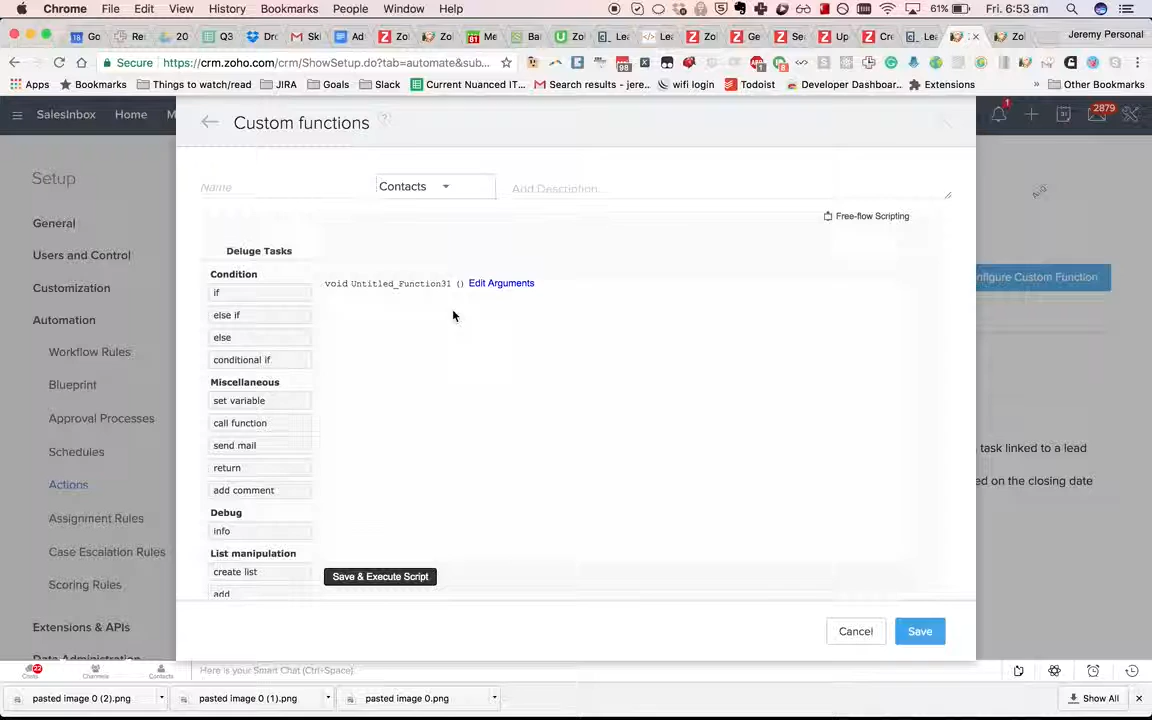 Chrome File Edit View History Bookmarks People Window Help 61% Fri. 6:53 am
Jeremy Personal
Secure https://crm.zoho.com/crm/ShowSetup.do?tab=automate&sub...
Apps Bookmarks Things to watch/read JIRA Goals Slack Current Nuanced IT... Search results - jere... wifi login Todoist Developer Dashboar... Extensions » Other Bookmarks
SalesInbox Home 1 2879
Custom functions ?
Setup
Name Contacts Add Description...
Free-flow Scripting
General
Users and Control
Customization
Automation
Workflow Rules
Blueprint
Approval Processes
Schedules
Actions
Assignment Rules
Case Escalation Rules
Scoring Rules
Extensions & APIs
Data Administration
Deluge Tasks
Condition
if
else if
else
conditional if
Miscellaneous
set variable
call function
send mail
return
add comment
Debug
info
List manipulation
create list
add
void Untitled_Function31 () Edit Arguments
nfigure Custom Function
task linked to a lead
ed on the closing date
Save & Execute Script
Cancel Save
22
Chats Channels Contacts Here is your Smart Chat (Ctrl+Space)
pasted image 0 (2).png pasted image 0 (1).png pasted image 0.png Show All